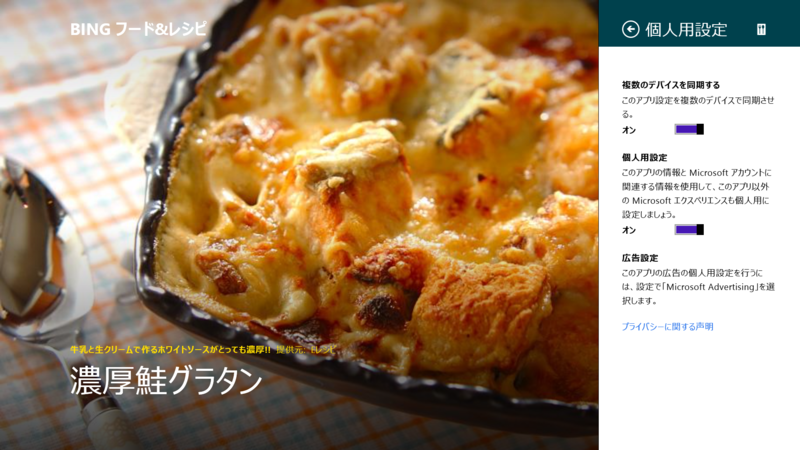 BING フード&レシピ
牛乳と生クリームで作るホワイトソースがとっても濃厚!! 提供元: Eレシピ
濃厚鮭グラタン
個人用設定
複数のデバイスを同期する
このアプリ設定を複数のデバイスで同期させ
る。
オン
個人用設定
このアプリの情報と Microsoft アカウントに
関連する情報を使用して、このアプリ以外
の Microsoft エクスペリエンスも個人用に
設定しましょう。
オン
広告設定
このアプリの広告の個人用設定を行うに
は、設定で「Microsoft Advertising」を選
択します。
プライバシーに関する声明